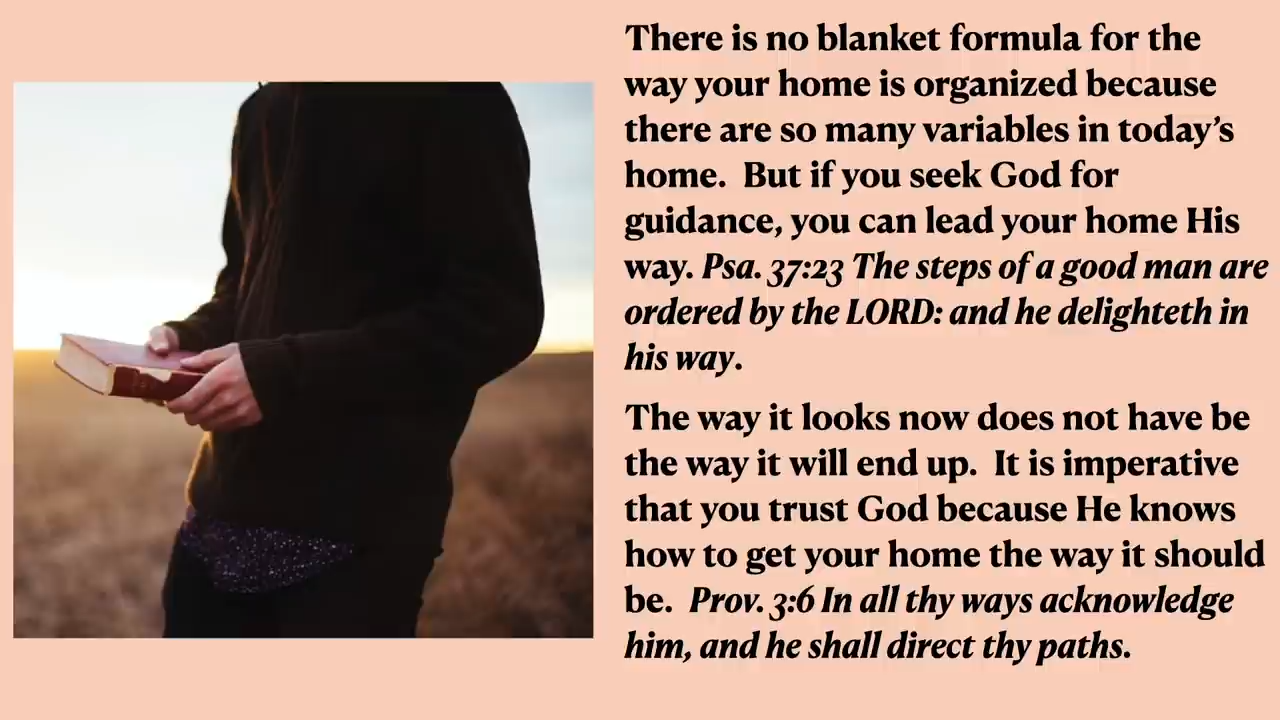 There is no blanket formula for the
way your home is organized because
there are so many variables in today’s
home.  But if you seek God for
guidance, you can lead your home His
way. Psa. 37:23 The steps of a good man are
ordered by the LORD: and he delighteth in
his way.
The way it looks now does not have be
the way it will end up.  It is imperative
that you trust God because He knows
how to get your home the way it should
be.  Prov. 3:6 In all thy ways acknowledge
him, and he shall direct thy paths.